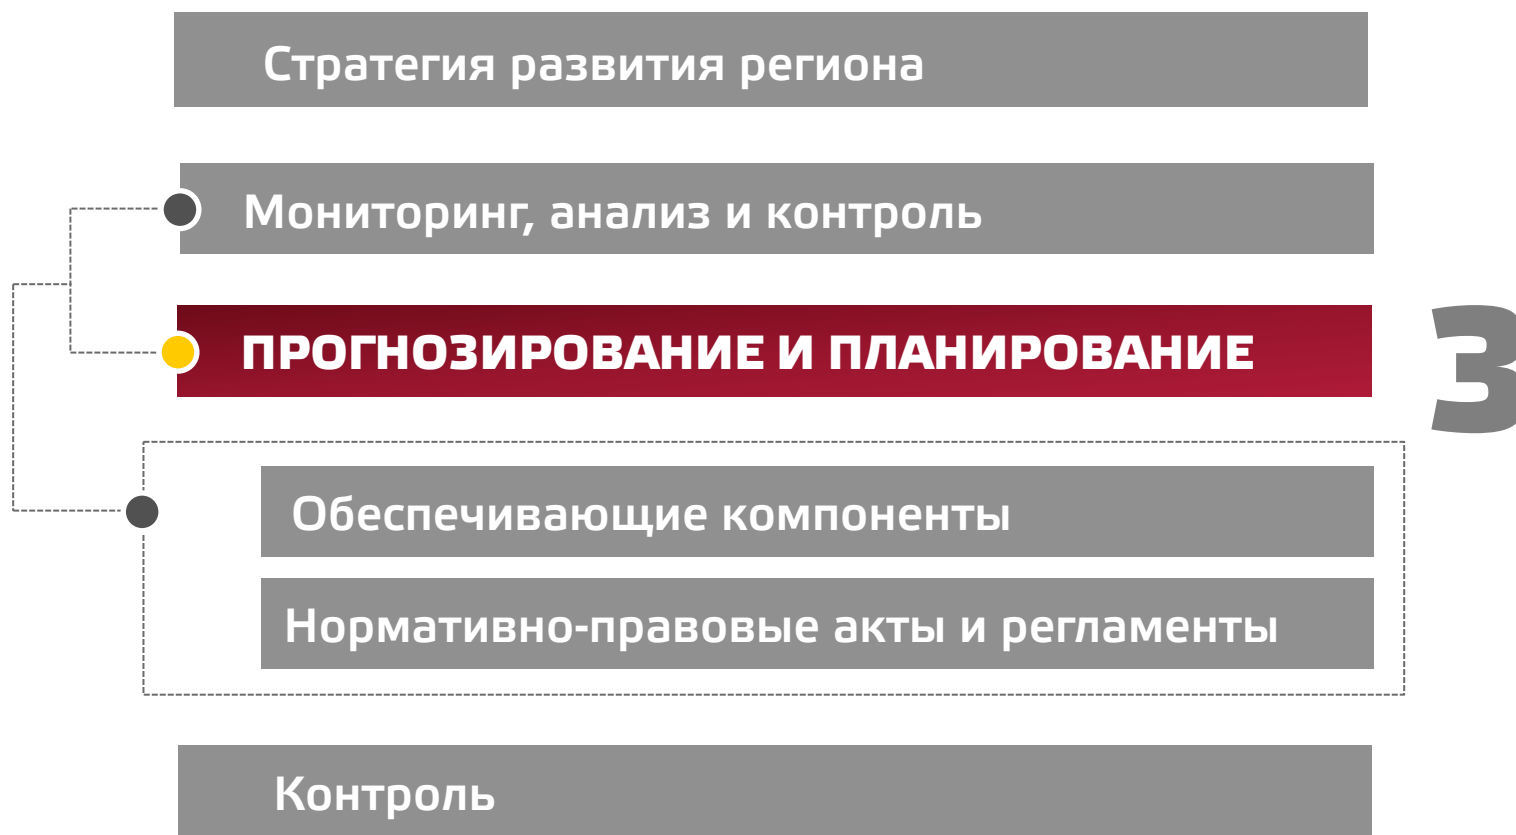 Стратегия развития региона
Мониторинг, анализ и контроль
ПРОГНОЗИРОВАНИЕ И ПЛАНИРОВАНИЕ
3
Обеспечивающие компоненты
Нормативно-правовые акты и регламенты
Контроль